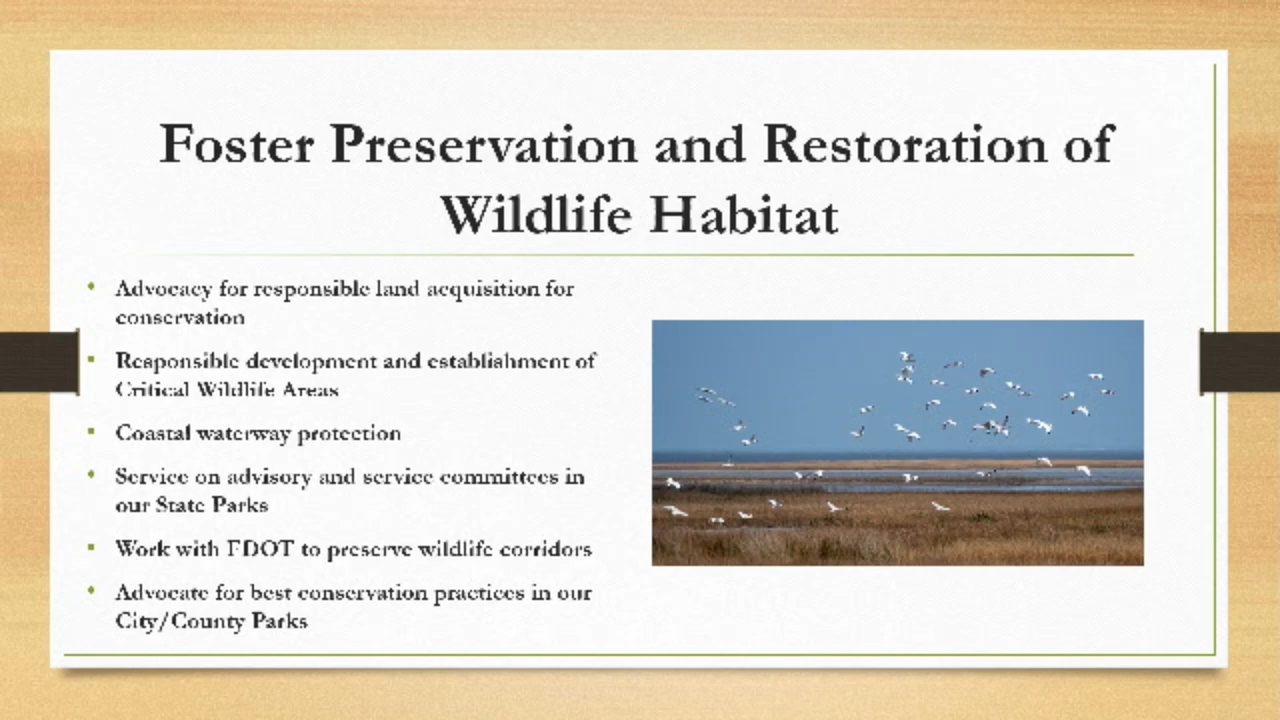 Foster Preservation and Restoration of
Wildlife Habitat
• Advocacy for responsible land acquisition for
conservation
• Responsible development and establishment of
Critical Wildlife Areas
• Coastal waterway protection
• Service on advisory and service committees in
our State Parks
• Work with FDOT to preserve wildlife corridors
• Advocate for best conservation practices in our
City/County Parks